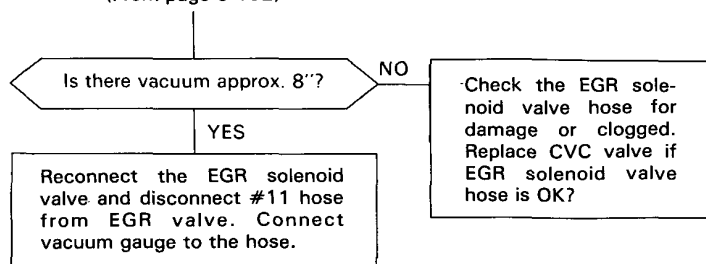 Is there vacuum approx. 8''?
NO
YES
Check the EGR sole-
noid valve hose for
damage or clogged.
Replace CVC valve if
EGR solenoid valve
hose is OK?
Reconnect the EGR solenoid
valve and disconnect #11 hose
from EGR valve. Connect
vacuum gauge to the hose.